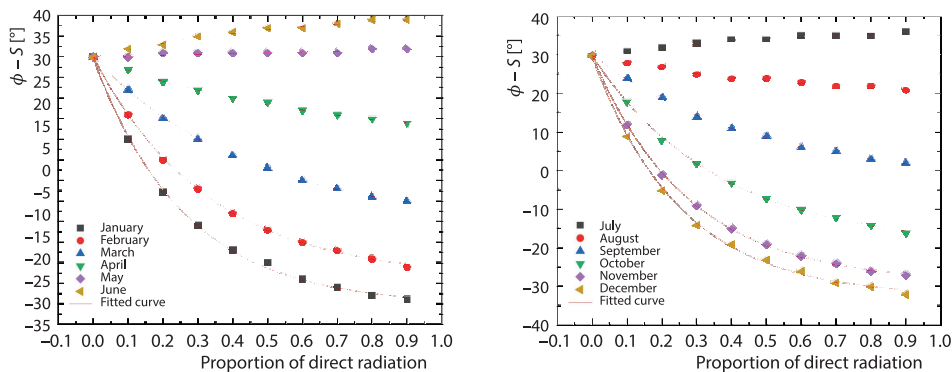 ϕ – S [°]
40
35
30
25
20
15
10
5
0
−5
−10
−15
−20
−25
−30
−35
January
February
March
April
May
June
Fitted curve
−0.1 0.0 0.1 0.2 0.3 0.4 0.5 0.6 0.7 0.8 0.9 1.0
Proportion of direct radiation
ϕ – S [°]
40
30
20
10
0
−10
−20
−30
−40
July
August
September
October
November
December
Fitted curve
−0.1 0.0 0.1 0.2 0.3 0.4 0.5 0.6 0.7 0.8 0.9 1.0
Proportion of direct radiation